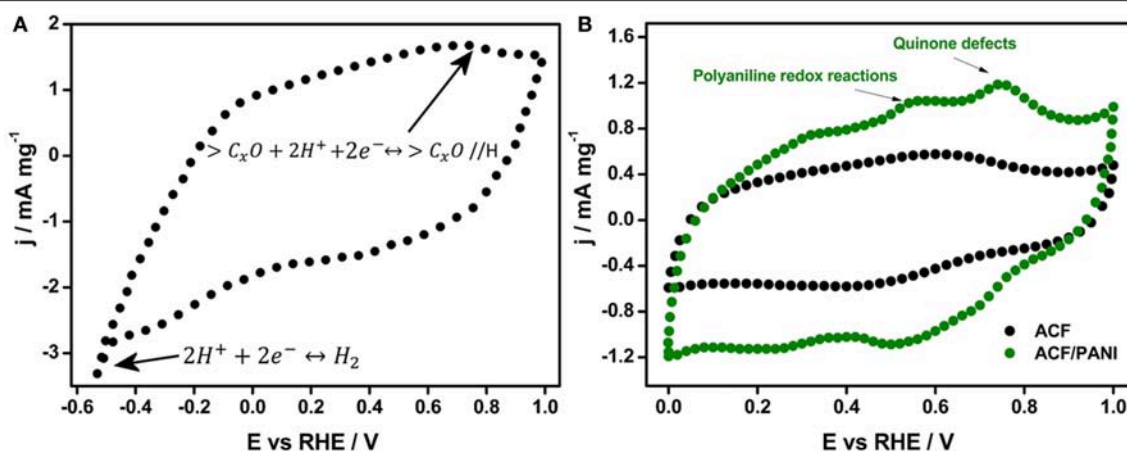 A
2
1
0
-1
-2
-3
j / mA mg⁻¹
> CₓO + 2H⁺ +2e⁻↔> CₓO //H
2H⁺ + 2e⁻ ↔ H₂
-0.6 -0.4 -0.2 0.0 0.2 0.4 0.6 0.8 1.0
E vs RHE / V
B
1.6
1.2
0.8
0.4
0.0
-0.4
-0.8
-1.2
j / mA mg⁻¹
Quinone defects
Polyaniline redox reactions
ACF
ACF/PANI
0.0 0.2 0.4 0.6 0.8 1.0
E vs RHE / V